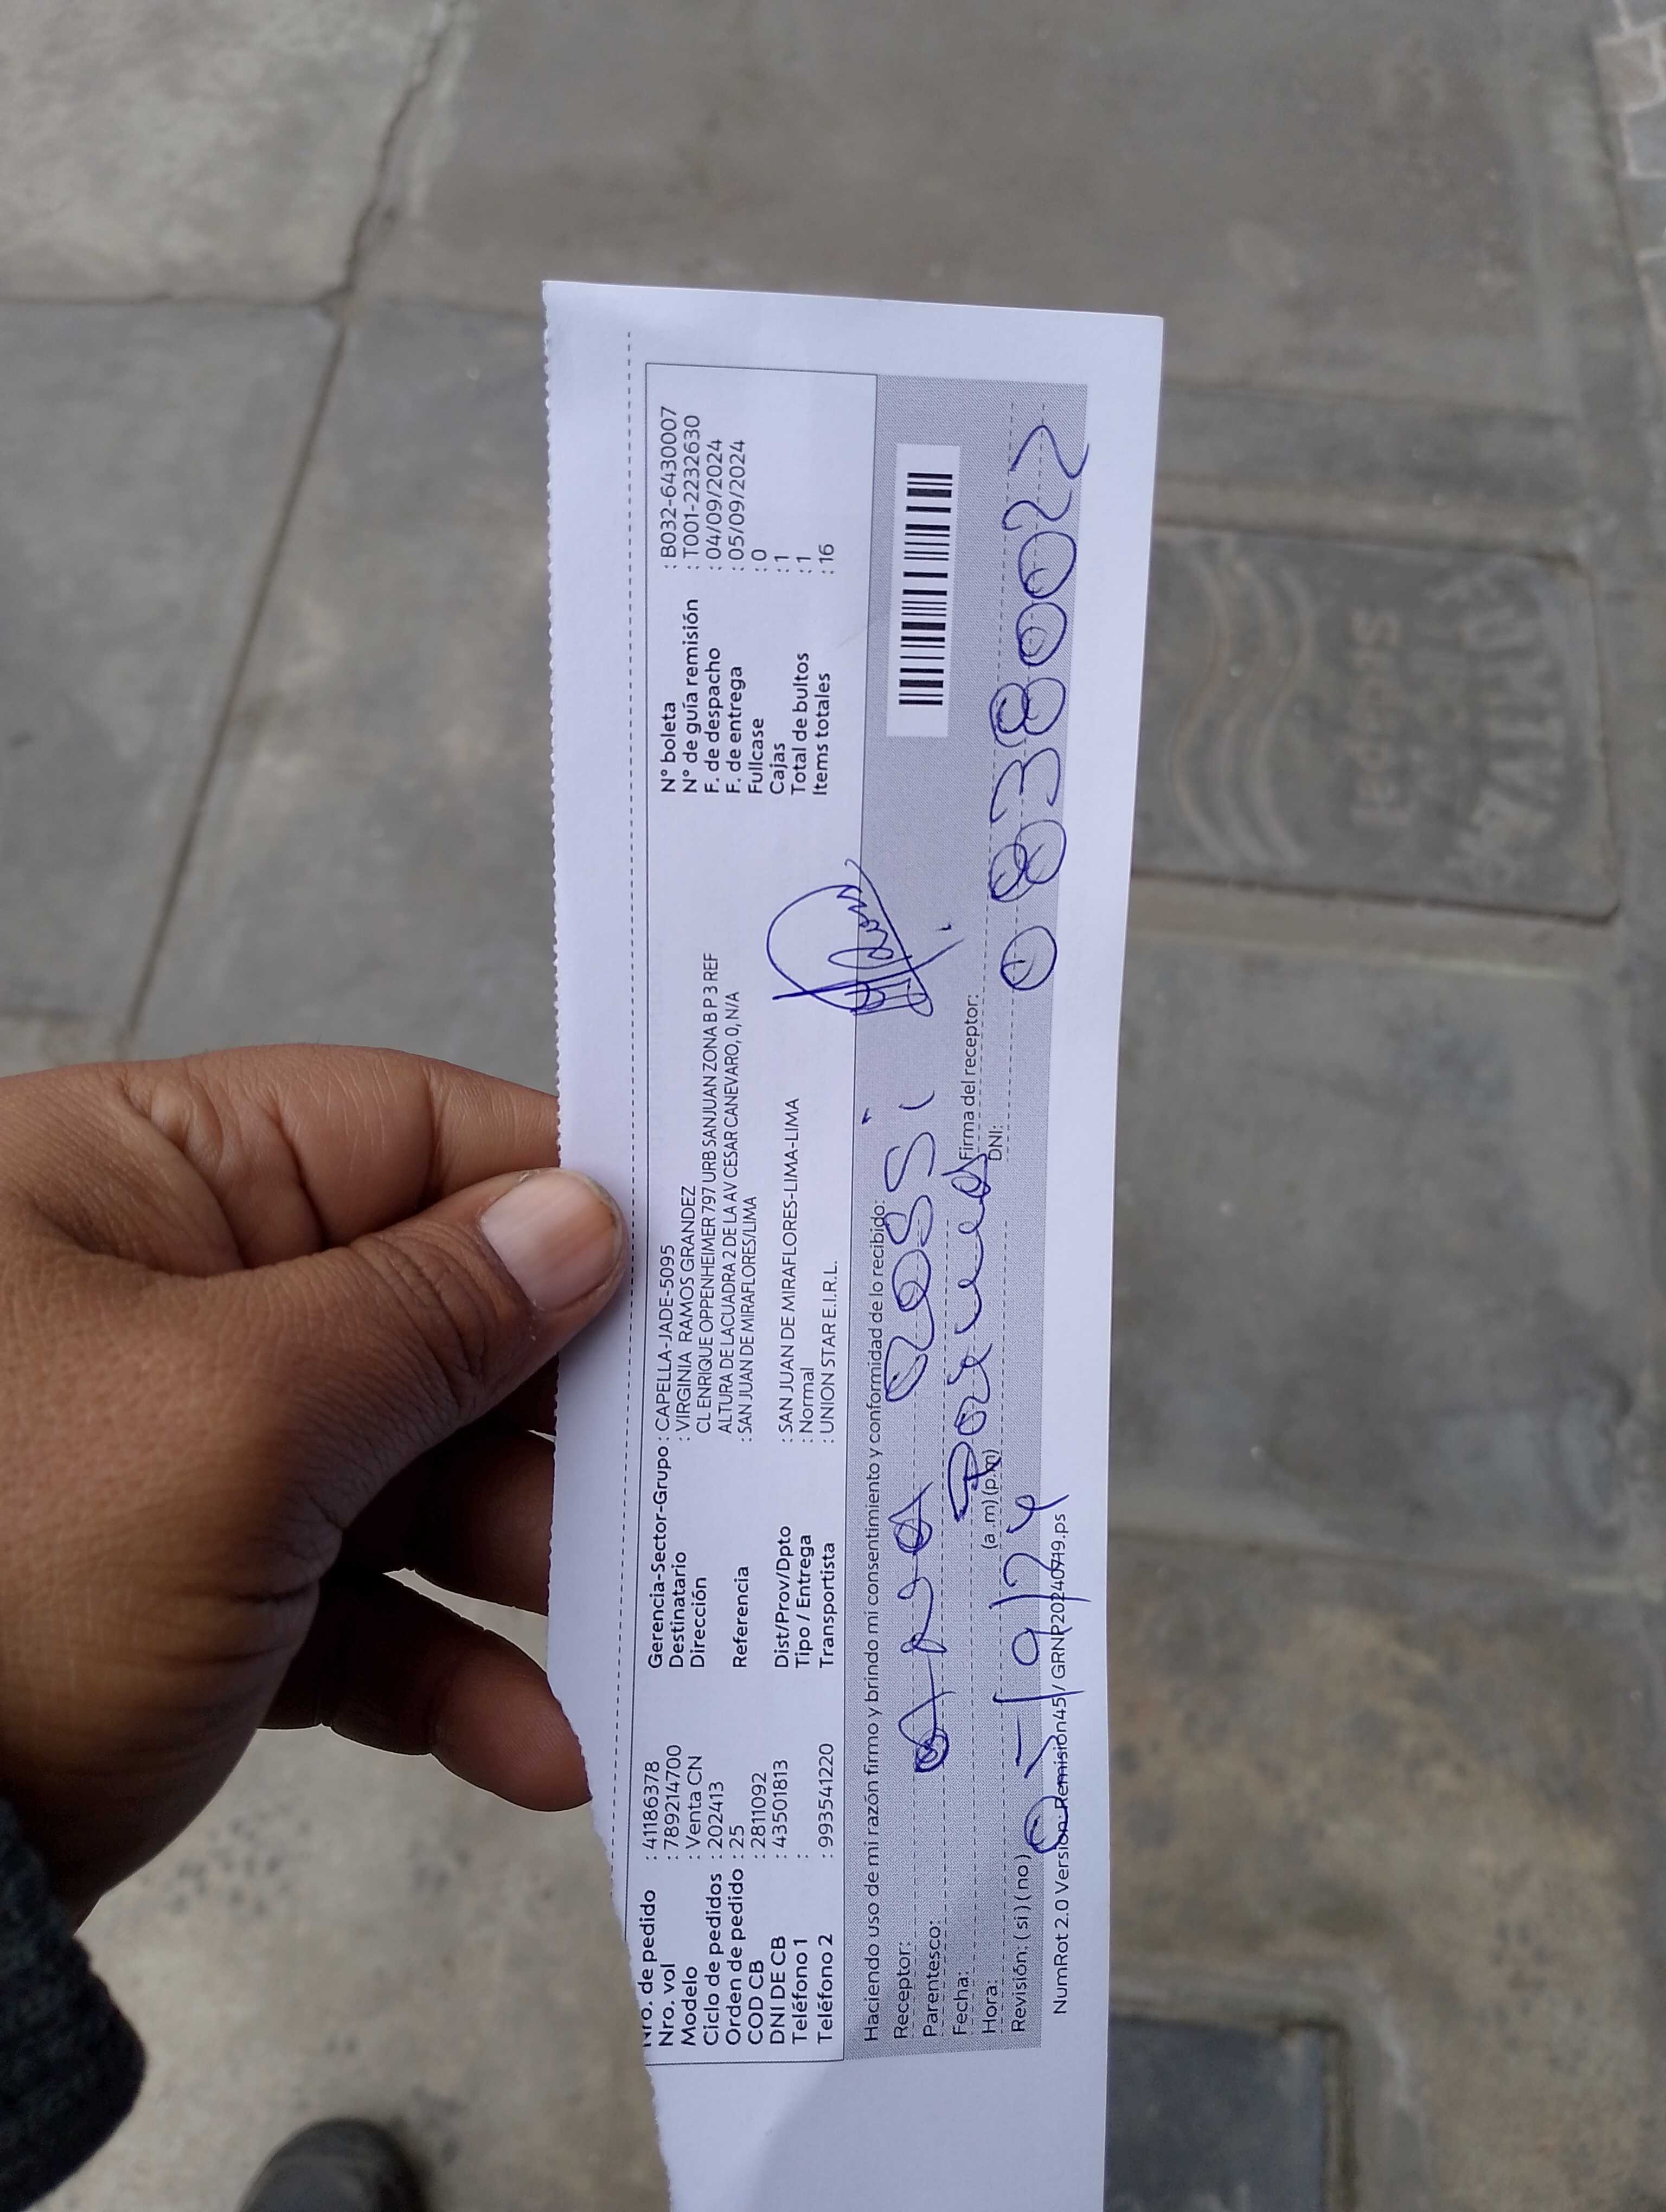 Nro. de pedido : 41186378
Nro. vol : 789214700
Modelo : Venta CN
Ciclo de pedidos : 202413
Orden de pedido : 25
COD CB : 28111092
DNI DE CB : 43501813
Teléfono 1 :
Teléfono 2 : 993541220
Gerencia-Sector-Grupo : CAPELLA-JADE-5095
Destinatario : VIRGINIA RAMOS GRANDEZ
Dirección CL ENRIQUE OPPENHEIMER 797 URB SANJUAN ZONA B P 3 REF
ALTURA DE LACUADRA 2 DE LA AV CESAR CANEVARO, 0, N/A
Referencia : SAN JUAN DE MIRAFLORES/LIMA
Dist/Prov/Dpto : SAN JUAN DE MIRAFLORES-LIMA-LIMA
Tipo / Entrega : Normal
Transportista : UNION STAR E.I.R.L.
N° boleta : B032-6430007
N° de guía remisión : T001-2232630
F. de despacho : 04/09/2024
F. de entrega : 05/09/2024
Fullcase : 0
Cajas : 1
Total de bultos : 1
Items totales : 16
Haciendo uso de mi razón firmo y brindo mi consentimiento y conformidad de lo recibido:
Receptor:
Parentesco:
Fecha:
Hora: (a.m) (p.m)
Revisión: ( si ) ( no )
Firma del receptor:
DNI: 08380022
NumRot 2.0 Version: Remision45 / GRNP20240719.ps